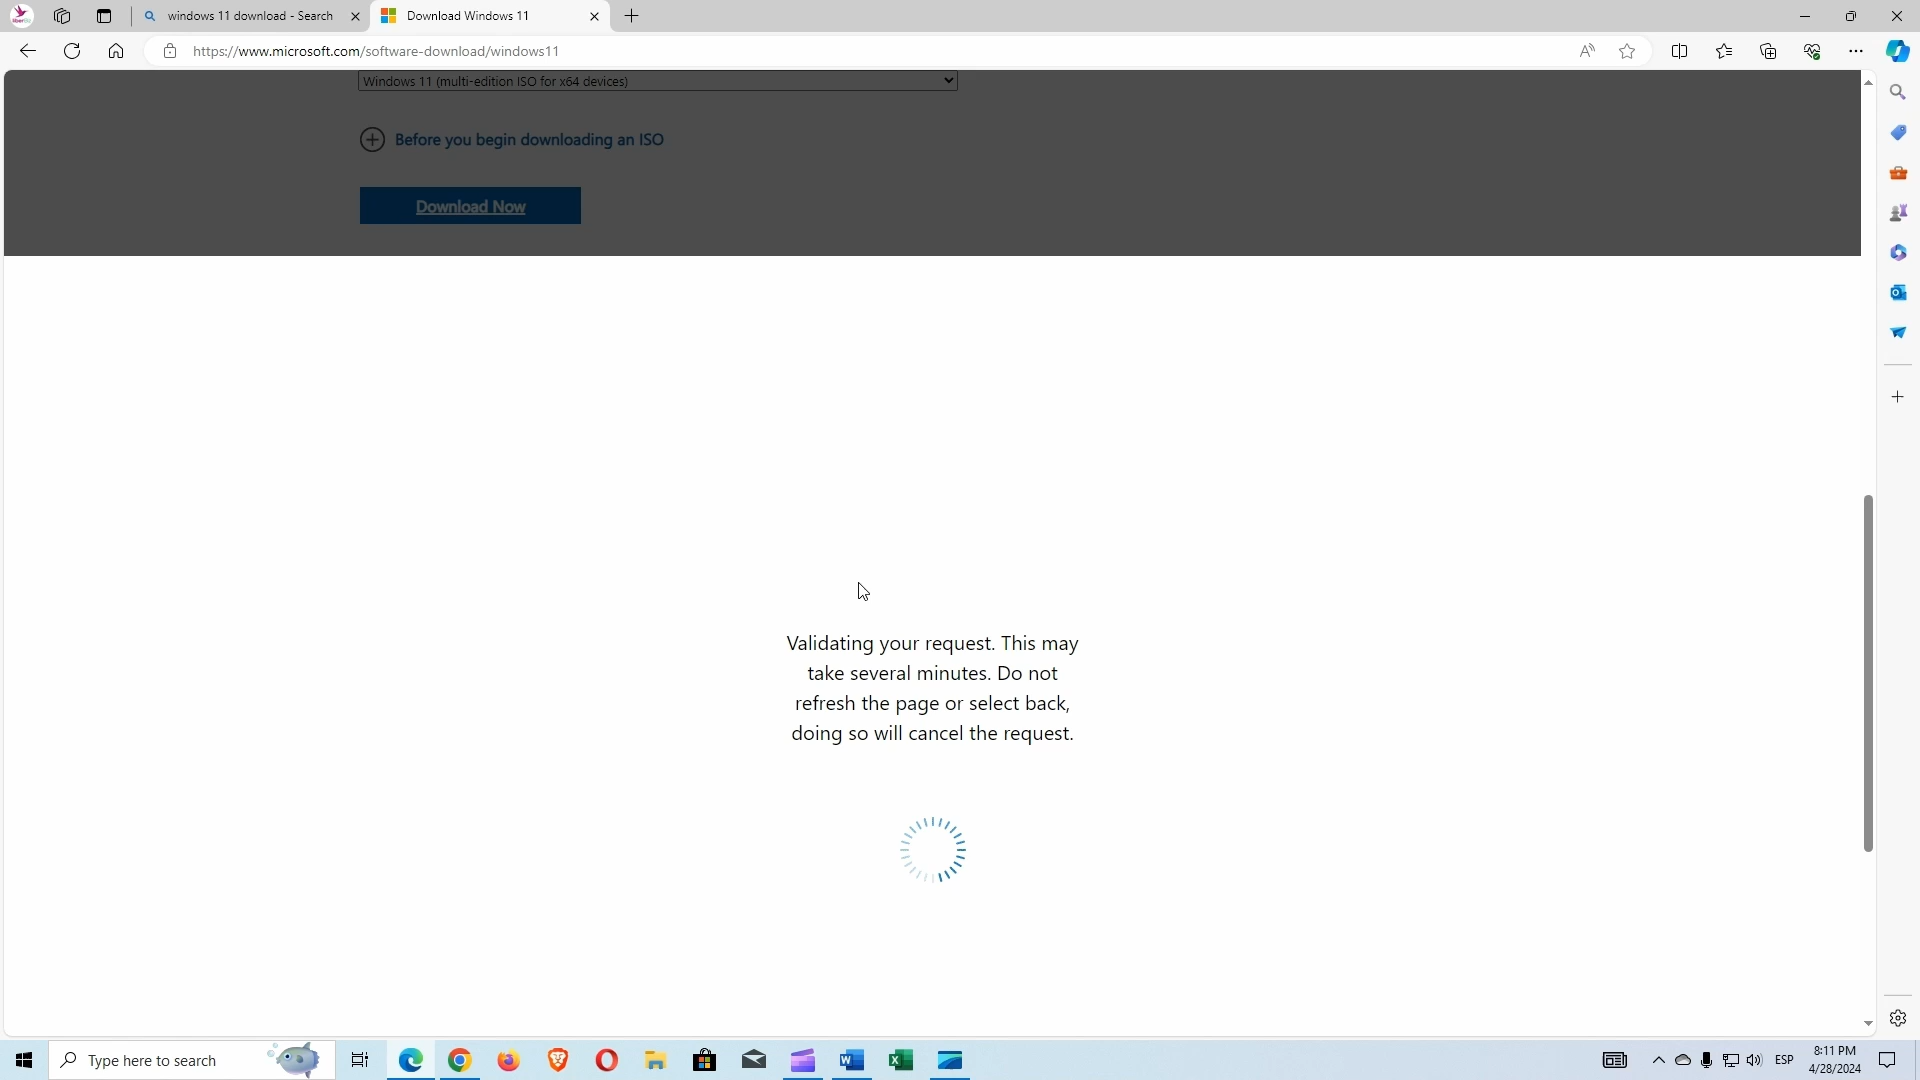 windows 11 download - Search
Download Windows 11
https://www.microsoft.com/software-download/windows11
Windows 11 (multi-edition ISO for x64 devices)
Before you begin downloading an ISO
Download Now
Validating your request. This may
take several minutes. Do not
refresh the page or select back,
doing so will cancel the request.
Type here to search
ESP
8:11 PM
4/28/2024